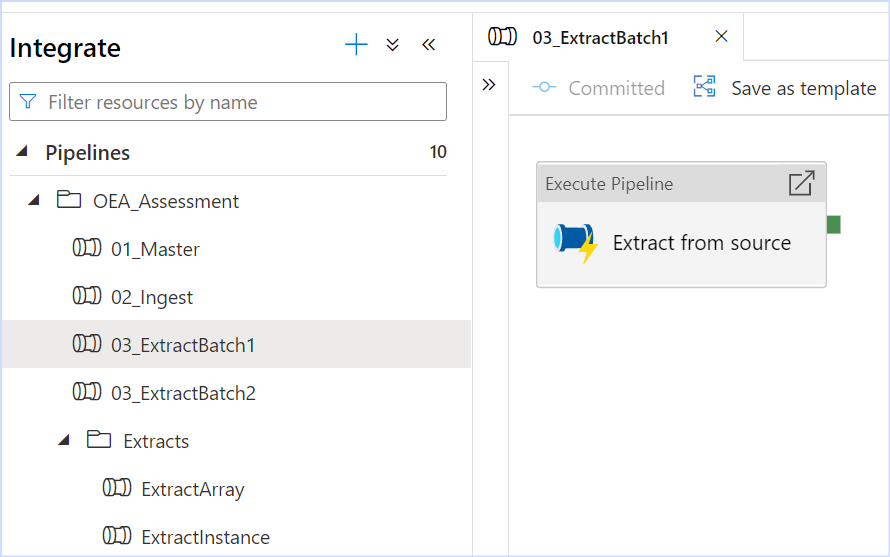 Integrate
Filter resources by name
Pipelines 10
OEA_Assessment
01_Master
02_Ingest
03_ExtractBatch1
03_ExtractBatch2
Extracts
ExtractArray
ExtractInstance
03_ExtractBatch1
Committed Save as template
Execute Pipeline
Extract from source